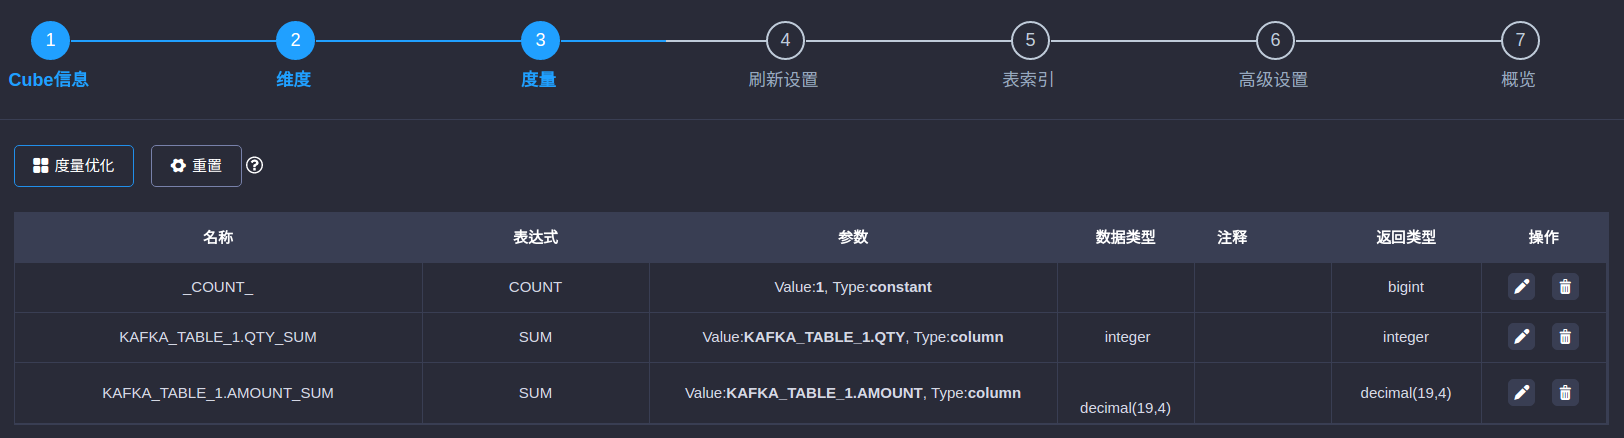 1 2 3 4 5 6 7
Cube信息 维度 度量 刷新设置 表索引 高级设置 概览
度量优化 重置 ?
名称 表达式 参数 数据类型 注释 返回类型 操作
_COUNT_ COUNT Value:1, Type:constant bigint
KAFKA_TABLE_1.QTY_SUM SUM Value:KAFKA_TABLE_1.QTY, Type:column integer integer
KAFKA_TABLE_1.AMOUNT_SUM SUM Value:KAFKA_TABLE_1.AMOUNT, Type:column decimal(19,4) decimal(19,4)